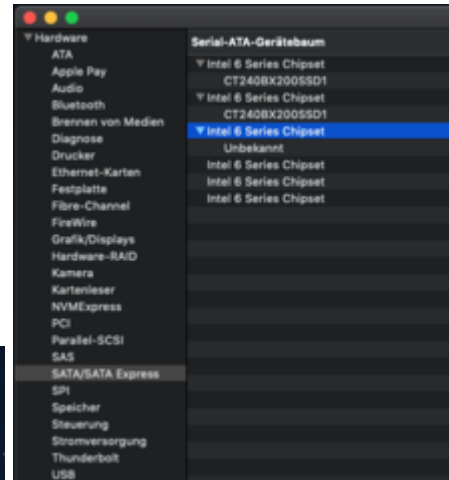 Hardware
ATA
Apple Pay
Audio
Bluetooth
Brennen von Medien
Diagnose
Drucker
Ethernet-Karten
Festplatte
Fibre-Channel
FireWire
Grafik/Displays
Hardware-RAID
Kamera
Kartenleser
NVMExpress
PCI
Parallel-SCSI
SAS
SATA/SATA Express
SPI
Speicher
Steuerung
Stromversorgung
Thunderbolt
USB
Serial-ATA-Gerätebaum
Intel 6 Series Chipset
CT240BX200SSD1
Intel 6 Series Chipset
CT240BX200SSD1
Intel 6 Series Chipset
Unbekannt
Intel 6 Series Chipset
Intel 6 Series Chipset
Intel 6 Series Chipset